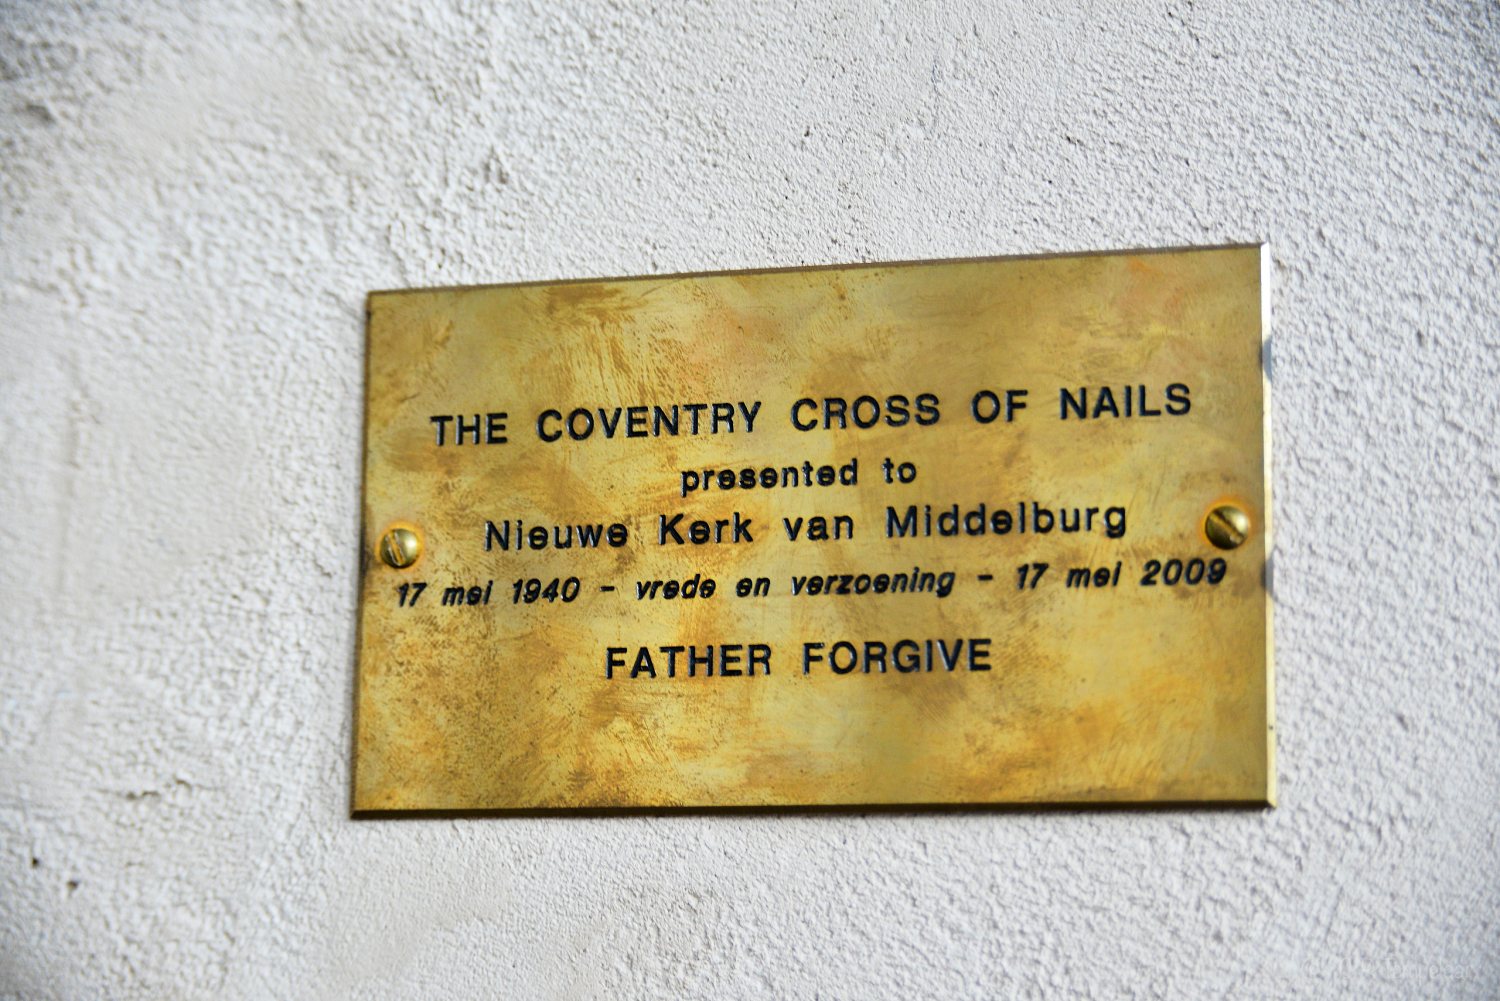 THE COVENTRY CROSS OF NAILS
presented to
Nieuwe Kerk van Middelburg
17 mei 1940 - vrede en verzoening - 17 mei 2009
FATHER FORGIVE